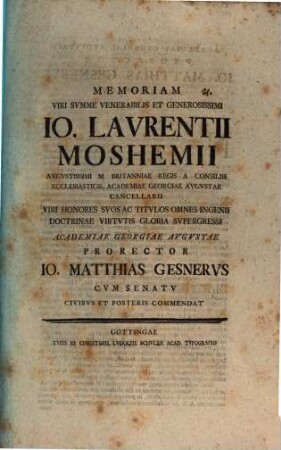 MEMORIAM
VIRI SVMME VENERABILIS ET GENEROSISSIMI
IO. LAVRENTII
MOSHEMII
AVGVSTISSIMI M. BRITANNIAE REGIS A CONSILIIS
ECCLESIASTICIS, ACADEMIAE GEORGIAE AVGVSTAE
CANCELLARII
VIRI HONORES SVOS AC TITVLOS OMNES INGENII
DOCTRINAE VIRTVTIS GLORIA SVPERGRESSI
ACADEMIAE GEORGIAE AVGVSTAE
PRORECTOR
IO. MATTHIAS GESNERVS
CVM SENATV
CIVIBVS ET POSTERIS COMMENDAT
GOTTINGAE
ACAD. TYPOGRAPHI